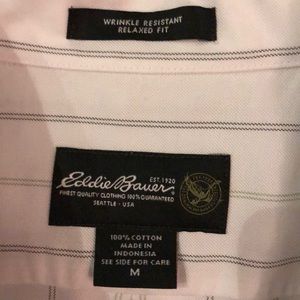 WRINKLE RESISTANT
RELAXED FIT
EST. 1920
Eddie Bauer
FINEST QUALITY CLOTHING 100% GUARANTEED
SEATTLE - USA
100% COTTON
MADE IN
INDONESIA
SEE SIDE FOR CARE
M